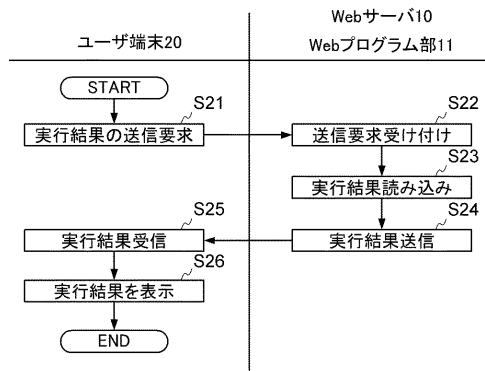 Webサーバ10
ユーザ端末20
Webプログラム部11
START
S21
実行結果の送信要求
S22
送信要求受け付け
S23
実行結果読み込み
S24
実行結果送信
S25
実行結果受信
S26
実行結果を表示
END